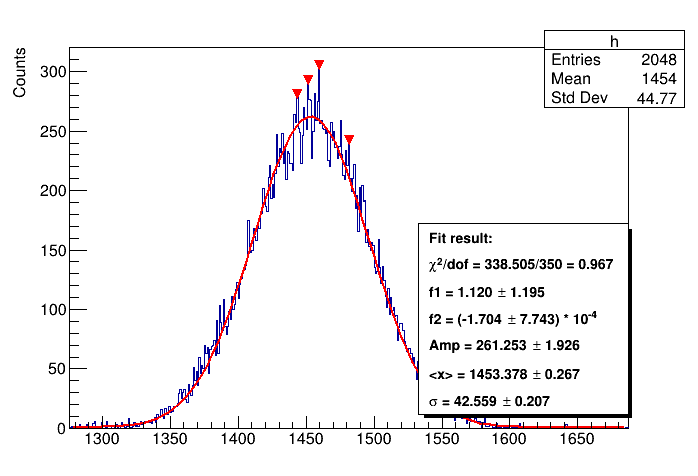 h
Entries 2048
Mean 1454
Std Dev 44.77
Counts
300
250
200
150
100
50
0
Fit result:
χ²/dof = 338.505/350 = 0.967
f1 = 1.120 ± 1.195
f2 = (-1.704 ± 7.743) * 10⁻⁴
Amp = 261.253 ± 1.926
<x> = 1453.378 ± 0.267
σ = 42.559 ± 0.207
1300 1350 1400 1450 1500 1550 1600 1650